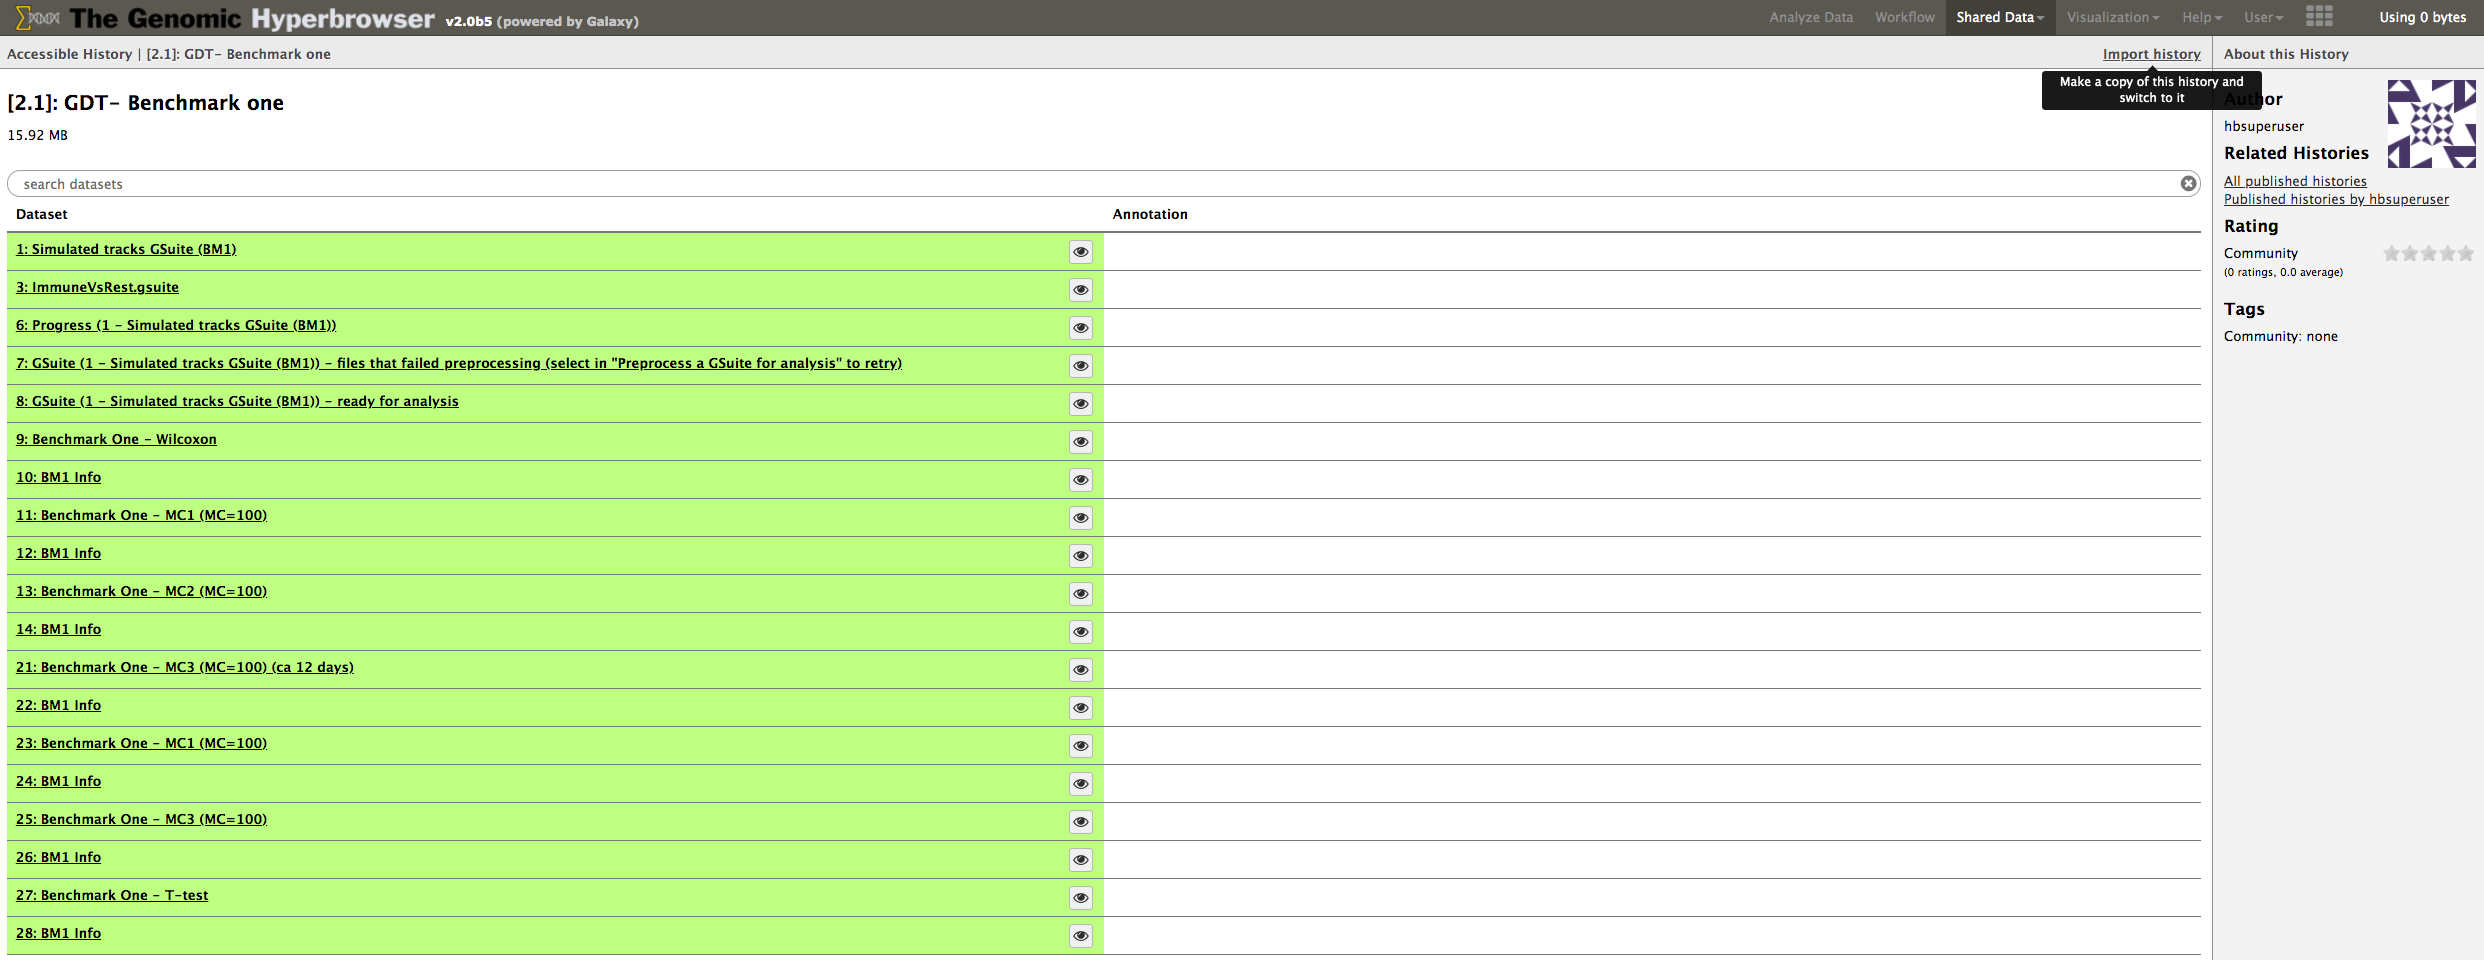 The Genomic Hyperbrowser v2.0b5 (powered by Galaxy)
Analyze Data Workflow Shared Data Visualization Help User Using 0 bytes
Accessible History | [2.1]: GDT- Benchmark one
Import history
About this History
Make a copy of this history and
switch to it
[2.1]: GDT- Benchmark one
15.92 MB
search datasets
Dataset Annotation
1: Simulated tracks GSuite (BM1)
3: ImmuneVsRest.gsuite
6: Progress (1 - Simulated tracks GSuite (BM1))
7: GSuite (1 - Simulated tracks GSuite (BM1)) - files that failed preprocessing (select in "Preprocess a GSuite for analysis" to retry)
8: GSuite (1 - Simulated tracks GSuite (BM1)) - ready for analysis
9: Benchmark One - Wilcoxon
10: BM1 Info
11: Benchmark One - MC1 (MC=100)
12: BM1 Info
13: Benchmark One - MC2 (MC=100)
14: BM1 Info
21: Benchmark One - MC3 (MC=100) (ca 12 days)
22: BM1 Info
23: Benchmark One - MC1 (MC=100)
24: BM1 Info
25: Benchmark One - MC3 (MC=100)
26: BM1 Info
27: Benchmark One - T-test
28: BM1 Info
Author
hbsuperuser
Related Histories
All published histories
Published histories by hbsuperuser
Rating
Community
(0 ratings, 0.0 average)
Tags
Community: none